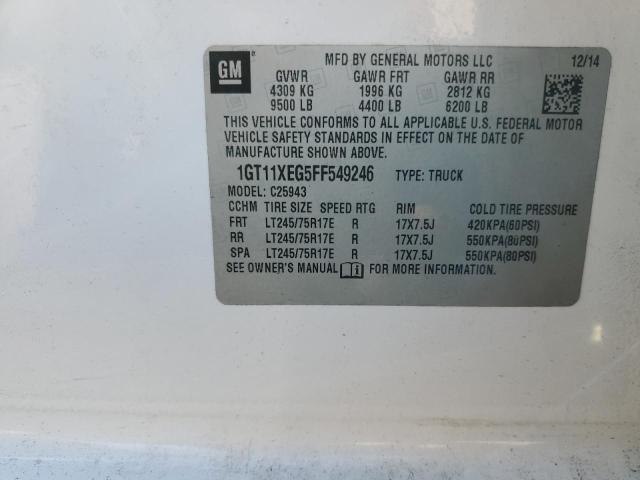 GM
MFD BY GENERAL MOTORS LLC 12/14
GVWR GAWR FRT GAWR RR
4309 KG 1996 KG 2812 KG
9500 LB 4400 LB 6200 LB
THIS VEHICLE CONFORMS TO ALL APPLICABLE U.S. FEDERAL MOTOR
VEHICLE SAFETY STANDARDS IN EFFECT ON THE DATE OF
MANUFACTURE SHOWN ABOVE.
1GT11XEG5FF549246 TYPE: TRUCK
MODEL: C25943
CCHM TIRE SIZE SPEED RTG RIM COLD TIRE PRESSURE
FRT LT245/75R17E R 17X7.5J 420KPA(60PSI)
RR LT245/75R17E R 17X7.5J 550KPA(80PSI)
SPA LT245/75R17E R 17X7.5J 550KPA(80PSI)
SEE OWNER'S MANUAL FOR MORE INFORMATION.